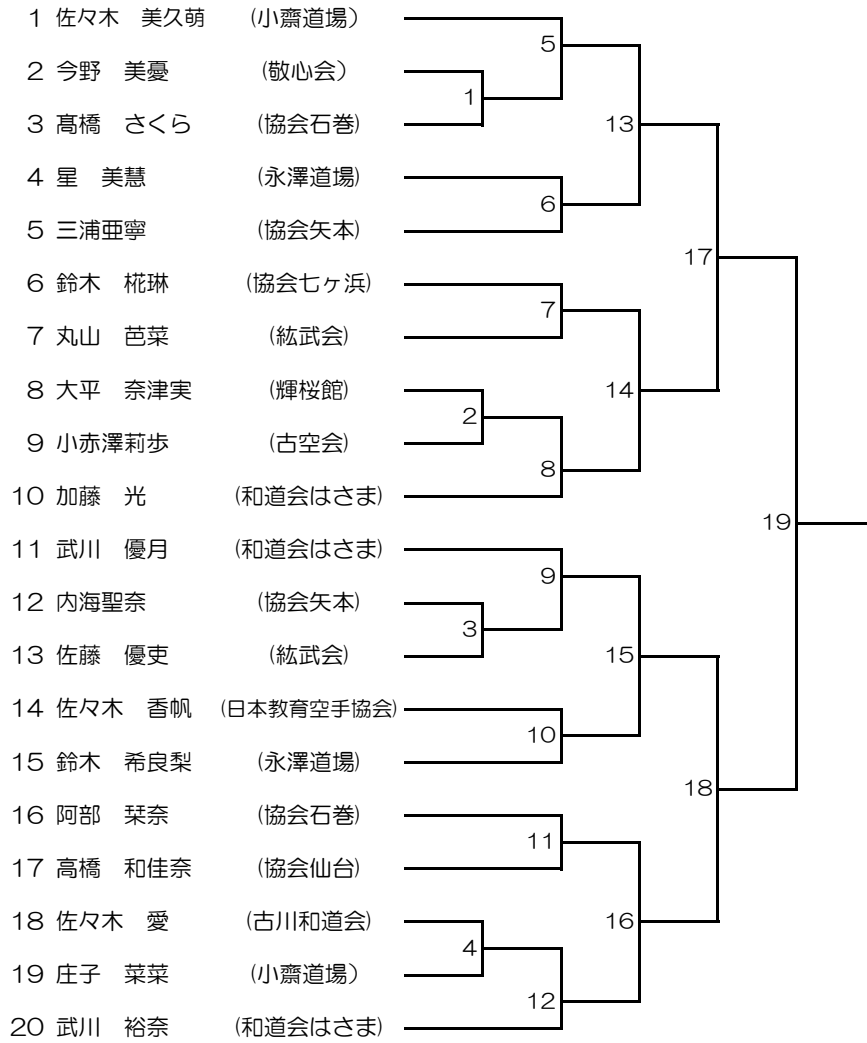 1 佐々木　美久萌 (小齋道場）
5
2 今野　美憂 (敬心会）
1
3 髙橋　さくら (協会石巻)
13
4 星　美慧 (永澤道場)
6
5 三浦亜寧 (協会矢本)
17
6 鈴木　椛琳 (協会七ヶ浜)
7
7 丸山　芭菜 (紘武会)
8 大平　奈津実 (輝桜館)
14
2
9 小赤澤莉歩 (古空会)
8
10 加藤　光 (和道会はさま)
19
11 武川　優月 (和道会はさま)
9
12 内海聖奈 (協会矢本)
3
13 佐藤　優吏 (紘武会)
15
14 佐々木　香帆 (日本教育空手協会)
10
15 鈴木　希良梨 (永澤道場)
18
16 阿部　栞奈 (協会石巻)
11
17 高橋　和佳奈 (協会仙台)
18 佐々木　愛 (古川和道会)
16
4
19 庄子　菜菜 (小齋道場）
12
20 武川　裕奈 (和道会はさま)